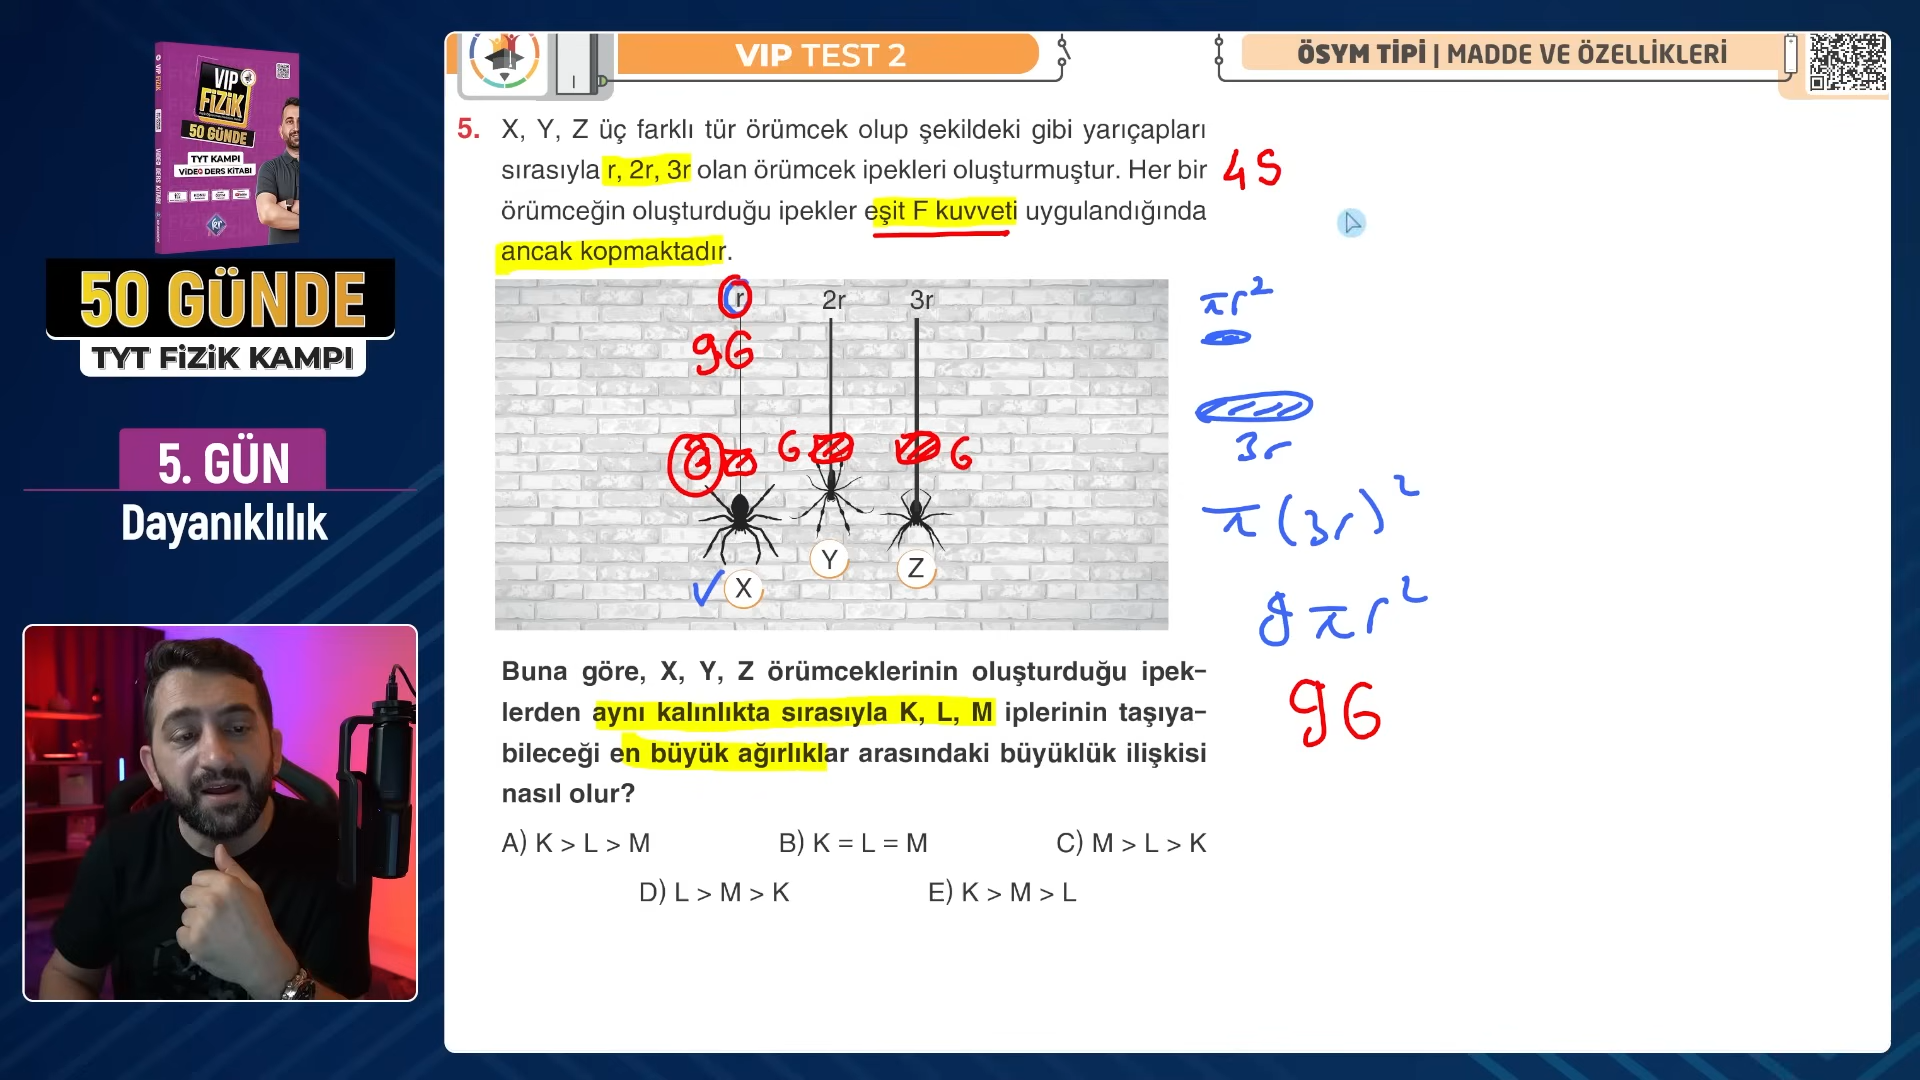 VIP
FİZİK
50 GÜNDE
TYT KAMPI
VİDEO DERS KİTABI
50 GÜNDE
TYT FİZİK KAMPI
5. GÜN
Dayanıklılık
VIP TEST 2
ÖSYM TİPİ | MADDE VE ÖZELLİKLERİ
5. X, Y, Z üç farklı tür örümcek olup şekildeki gibi yarıçapları
sırasıyla r, 2r, 3r olan örümcek ipekleri oluşturmuştur. Her bir
örümceğin oluşturduğu ipekler eşit F kuvveti uygulandığında
ancak kopmaktadır.
r 2r 3r
9G
G G G
X Y Z
Buna göre, X, Y, Z örümceklerinin oluşturduğu ipek–
lerden aynı kalınlıkta sırasıyla K, L, M iplerinin taşıya–
bileceği en büyük ağırlıklar arasındaki büyüklük ilişkisi
nasıl olur?
A) K > L > M B) K = L = M C) M > L > K
D) L > M > K E) K > M > L
45
πr²
3r
π(3r)²
9πr²
9G